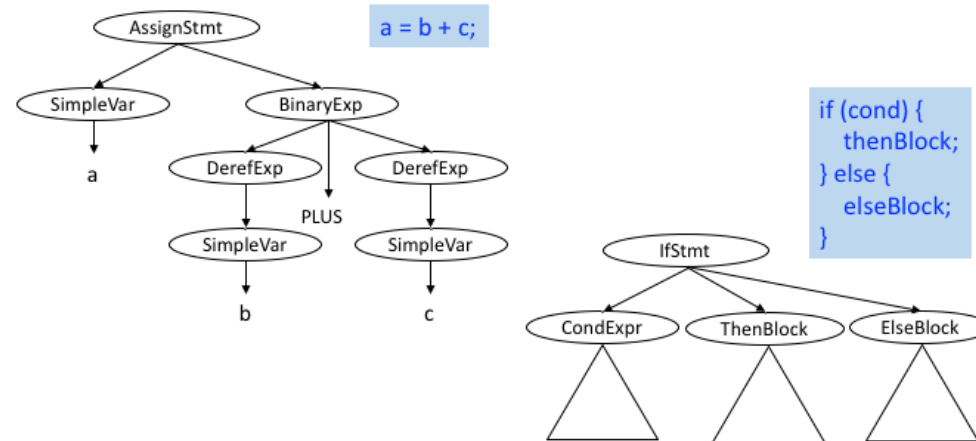 AssignStmt
a = b + c;
SimpleVar
BinaryExp
a
DerefExp
DerefExp
PLUS
SimpleVar
SimpleVar
b
c
if (cond) {
thenBlock;
} else {
elseBlock;
}
IfStmt
CondExpr
ThenBlock
ElseBlock